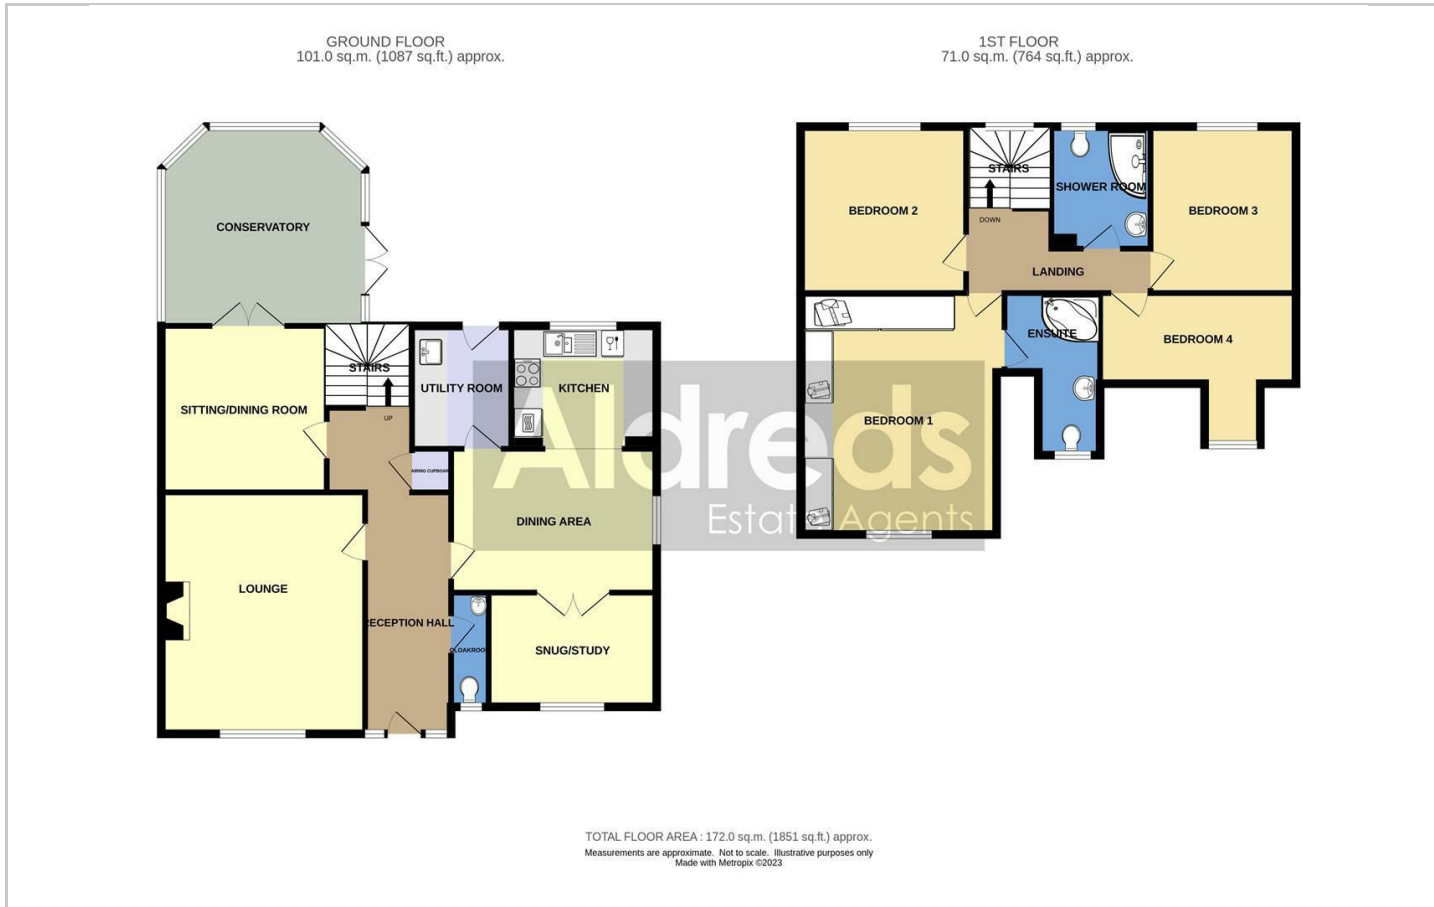 GROUND FLOOR
101.0 sq.m. (1087 sq.ft.) approx.
1ST FLOOR
71.0 sq.m. (764 sq.ft.) approx.
CONSERVATORY
STAIRS
UP
SITTING/DINING ROOM
UTILITY ROOM
KITCHEN
AIRING CUPBOARD
DINING AREA
LOUNGE
RECEPTION HALL
CLOAKROOM
SNUG/STUDY
BEDROOM 2
STAIRS
DOWN
SHOWER ROOM
BEDROOM 3
LANDING
ENSUITE
BEDROOM 4
BEDROOM 1
Aldreds
Estate Agents
TOTAL FLOOR AREA : 172.0 sq.m. (1851 sq.ft.) approx.
Measurements are approximate. Not to scale. Illustrative purposes only
Made with Metropix ©2023